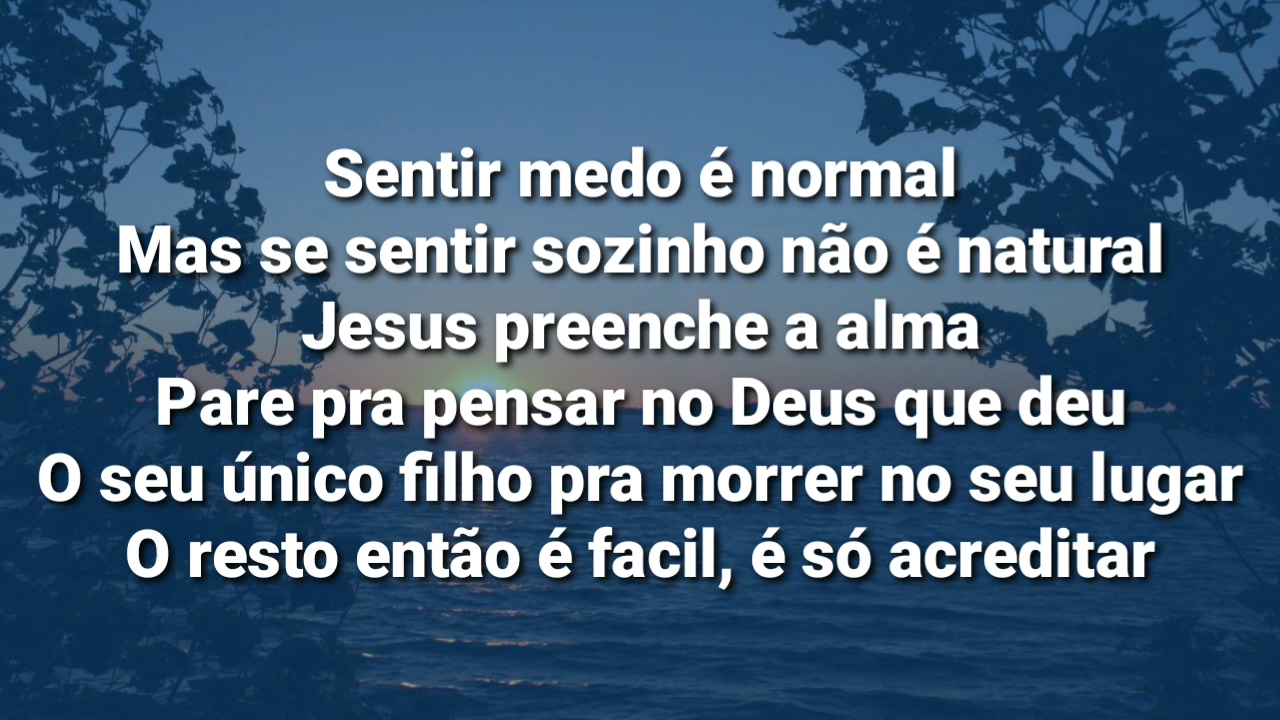 Sentir medo é normal
Mas se sentir sozinho não é natural
Jesus preenche a alma
Pare pra pensar no Deus que deu
O seu único filho pra morrer no seu lugar
O resto então é facil, é só acreditar